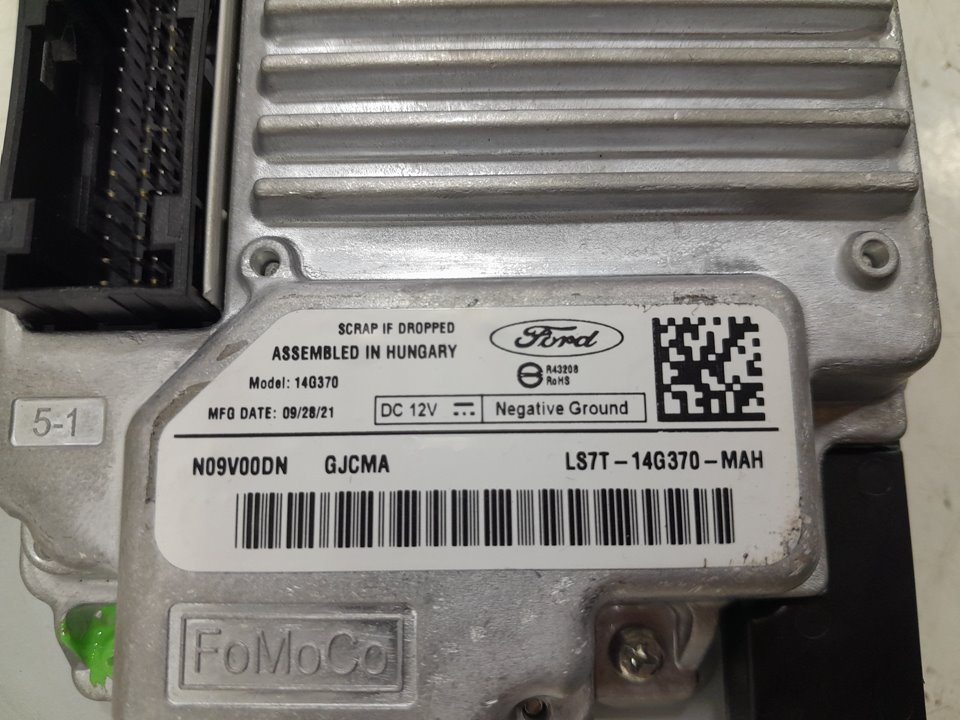 SCRAP IF DROPPED
ASSEMBLED IN HUNGARY
Ford
R43208
RoHS
Model: 14G370
MFG DATE: 09/28/21
DC 12V
Negative Ground
5-1
N09V00DN GJCMA LS7T-14G370-MAH
FoMoCo